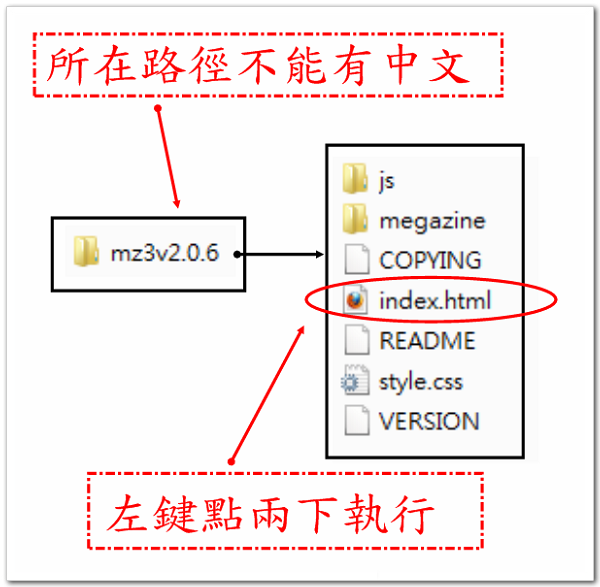 所在路徑不能有中文
mz3v2.0.6
js
megazine
COPYING
index.html
README
style.css
VERSION
左鍵點兩下執行